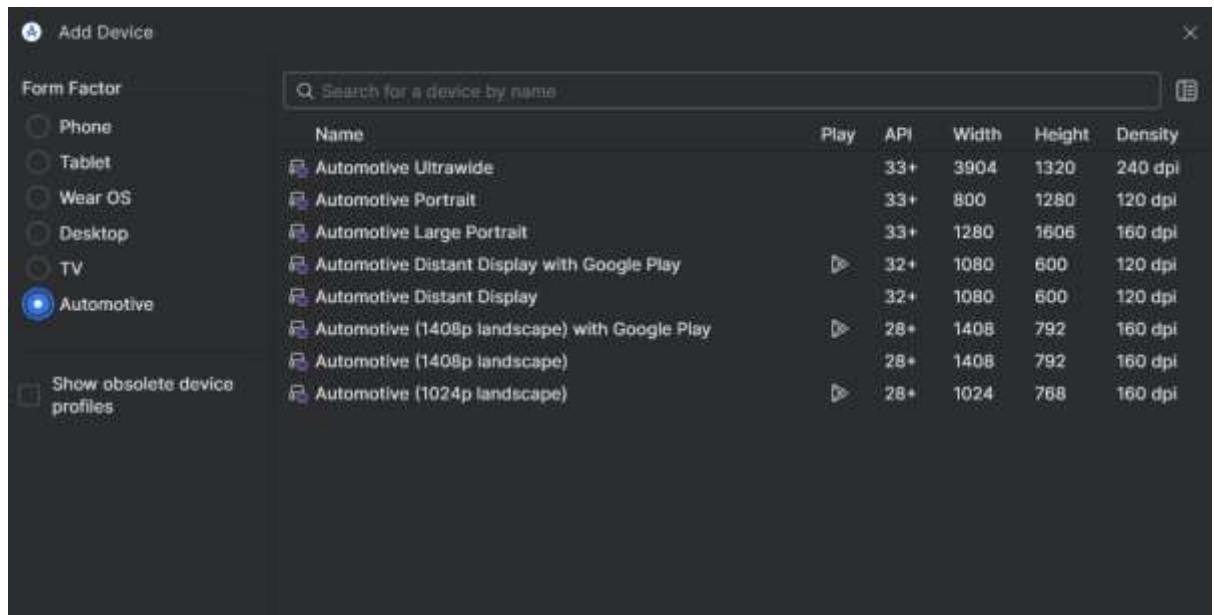 Add Device
Form Factor
Phone
Tablet
Wear OS
Desktop
TV
Automotive
Show obsolete device
profiles
Search for a device by name
Name Play API Width Height Density
Automotive Ultrawide 33+ 3904 1320 240 dpi
Automotive Portrait 33+ 800 1280 120 dpi
Automotive Large Portrait 33+ 1280 1606 160 dpi
Automotive Distant Display with Google Play 32+ 1080 600 120 dpi
Automotive Distant Display 32+ 1080 600 120 dpi
Automotive (1408p landscape) with Google Play 28+ 1408 792 160 dpi
Automotive (1408p landscape) 28+ 1408 792 160 dpi
Automotive (1024p landscape) 28+ 1024 768 160 dpi